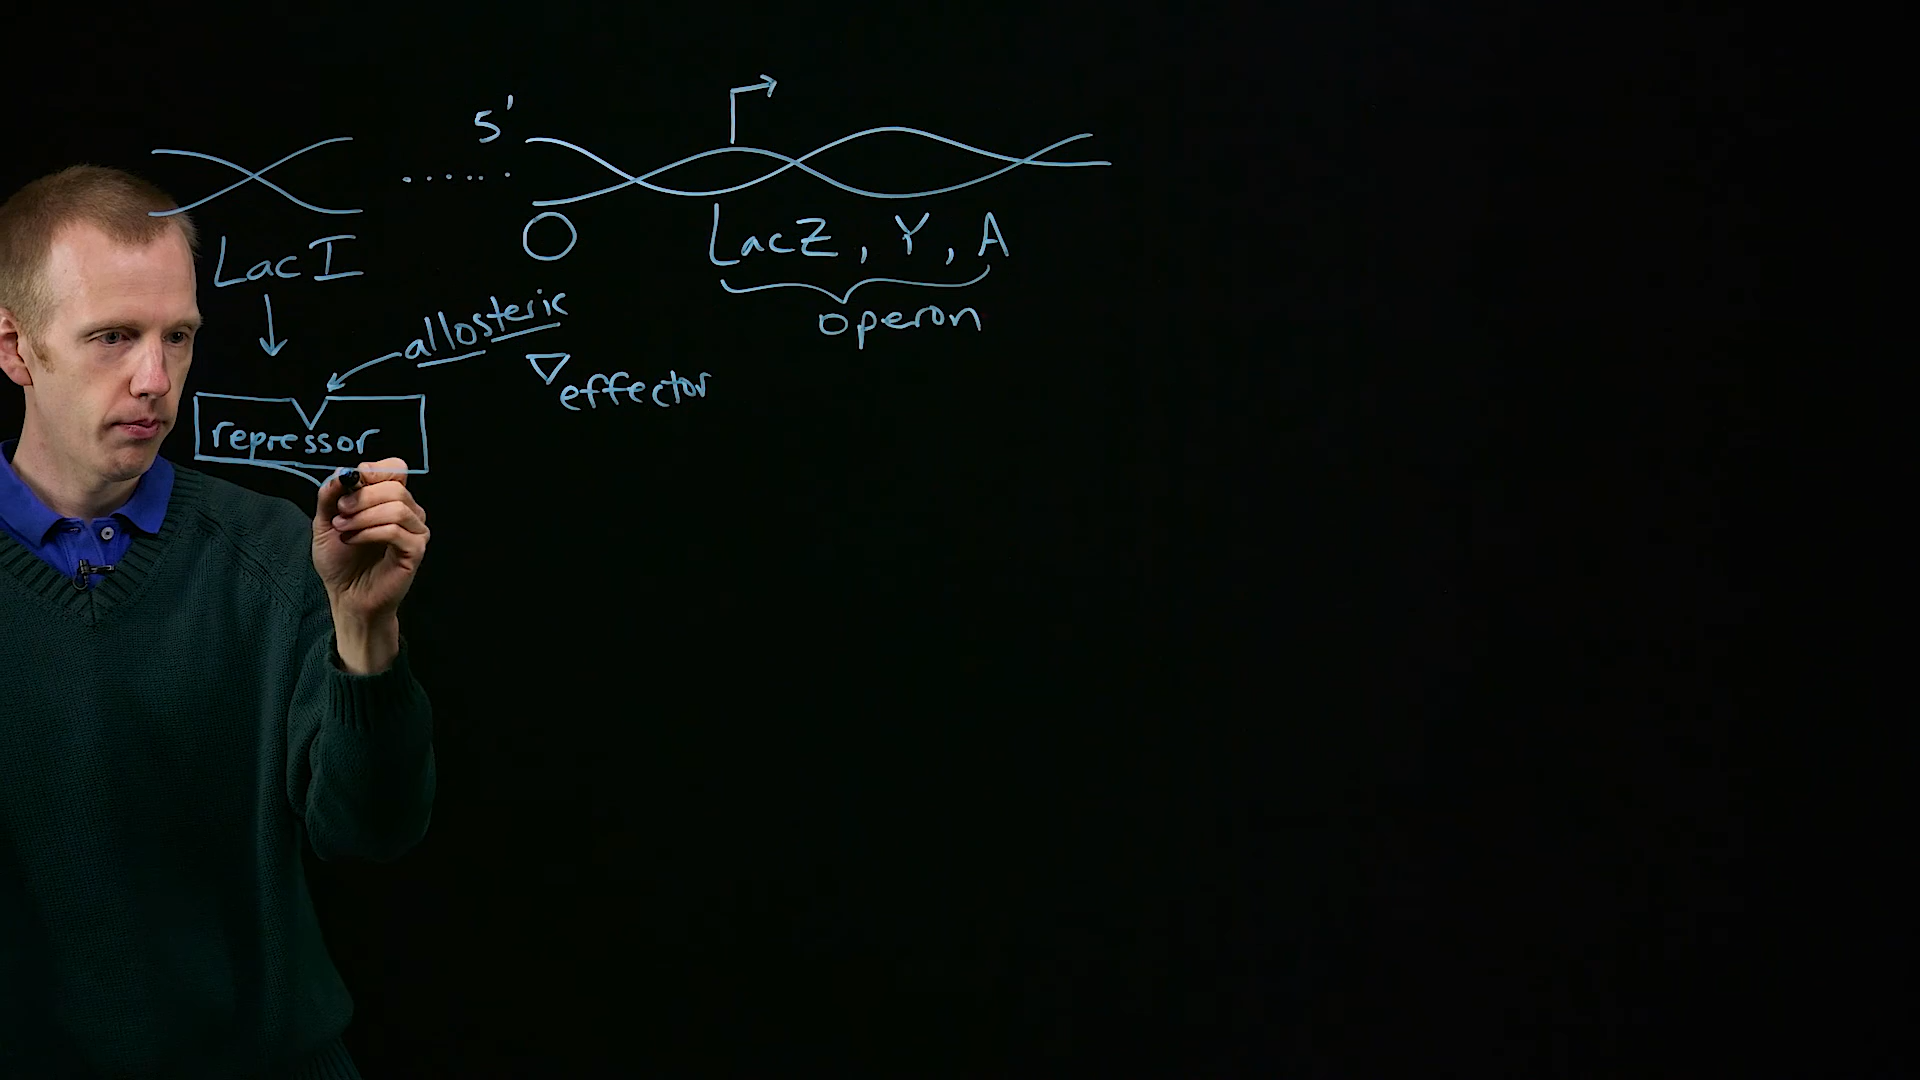 5'
LacI
O
LacZ, Y, A
operon
allosteric
effector
repressor